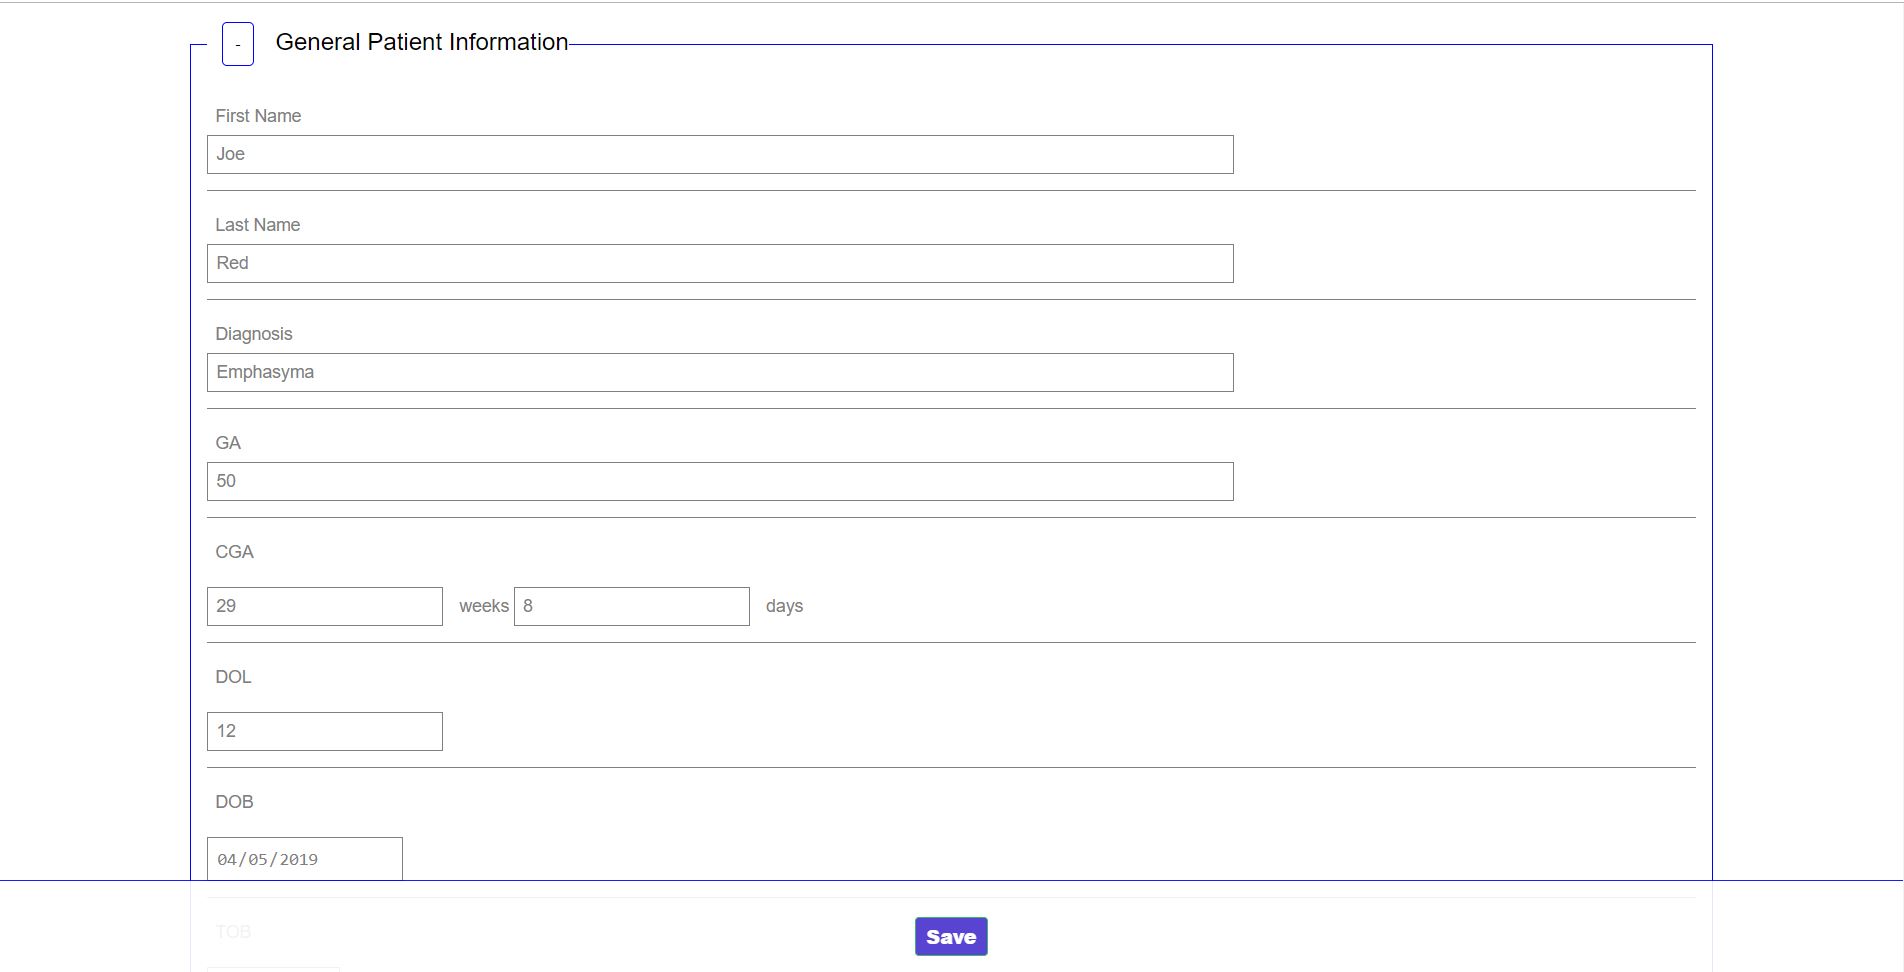 - General Patient Information
First Name
Joe
Last Name
Red
Diagnosis
Emphasyma
GA
50
CGA
29 weeks 8 days
DOL
12
DOB
04/05/2019
TOB
Save